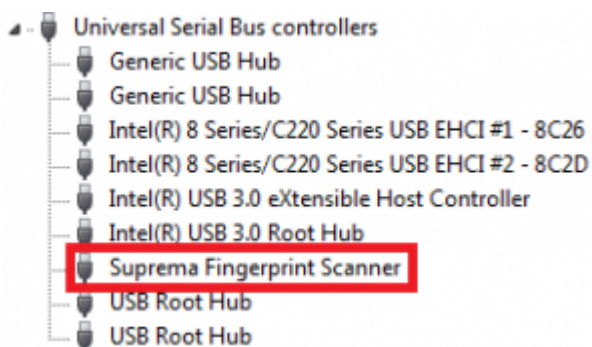 Universal Serial Bus controllers
Generic USB Hub
Generic USB Hub
Intel(R) 8 Series/C220 Series USB EHCI #1 - 8C26
Intel(R) 8 Series/C220 Series USB EHCI #2 - 8C2D
Intel(R) USB 3.0 eXtensible Host Controller
Intel(R) USB 3.0 Root Hub
Suprema Fingerprint Scanner
USB Root Hub
USB Root Hub